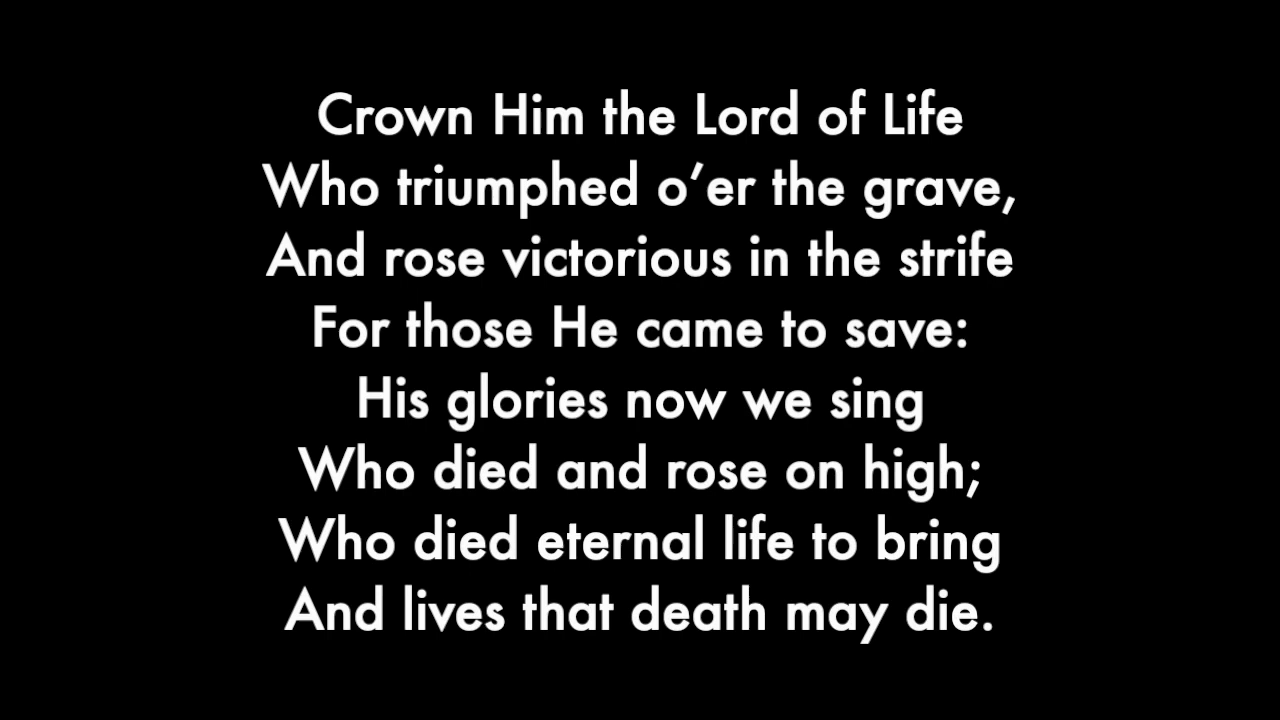 Crown Him the Lord of Life
Who triumphed o’er the grave,
And rose victorious in the strife
For those He came to save:
His glories now we sing
Who died and rose on high;
Who died eternal life to bring
And lives that death may die.